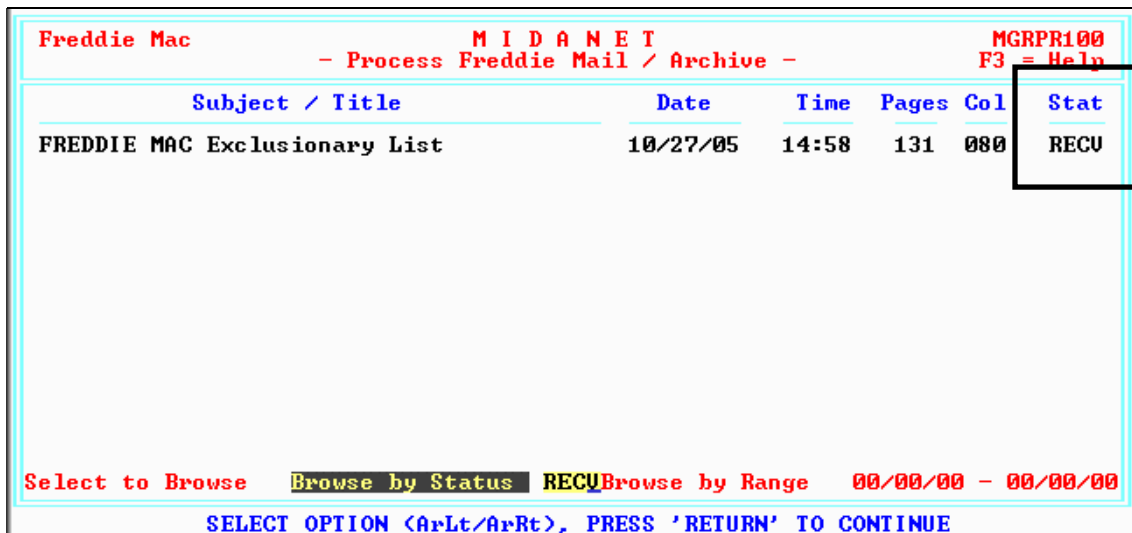 Freddie Mac M I D A N E T MGRPR100
- Process Freddie Mail / Archive - F3 = Help
Subject / Title Date Time Pages Col Stat
FREDDIE MAC Exclusionary List 10/27/05 14:58 131 080 RECV
Select to Browse Browse by Status RECVBrowse by Range 00/00/00 - 00/00/00
SELECT OPTION (ArLt/ArRt), PRESS 'RETURN' TO CONTINUE